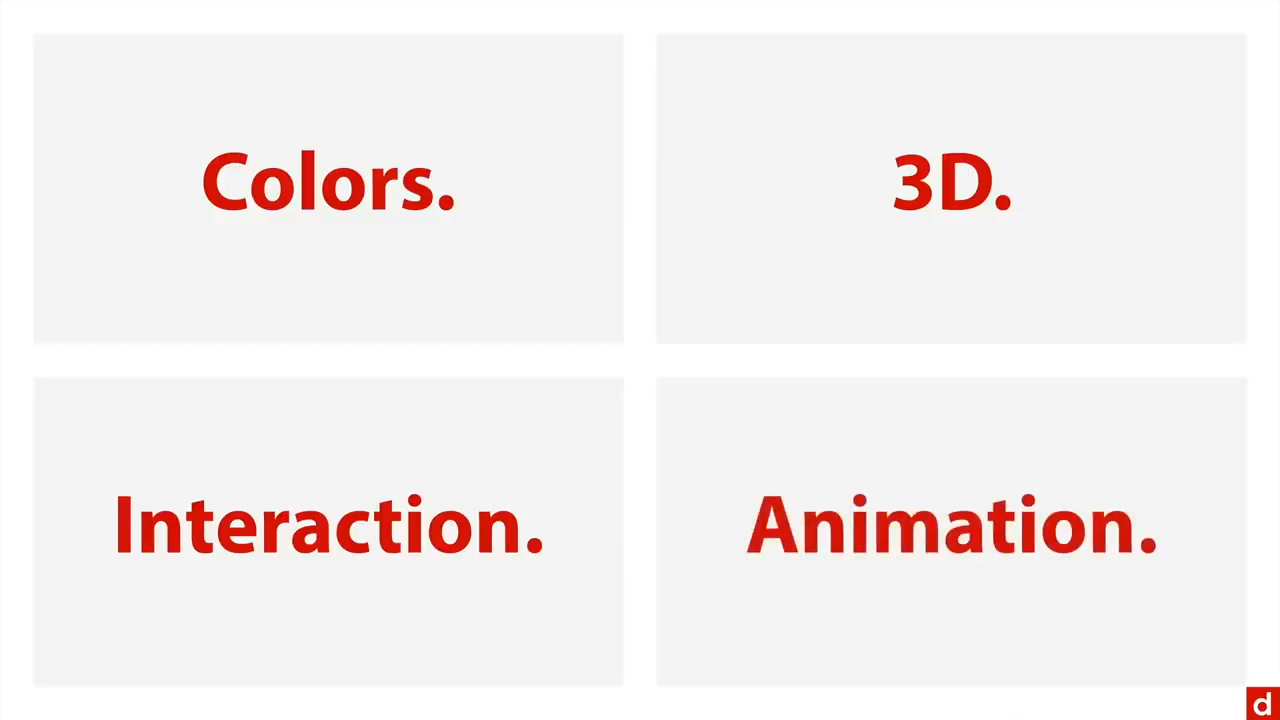 Colors.
3D.
Interaction.
Animation.
d